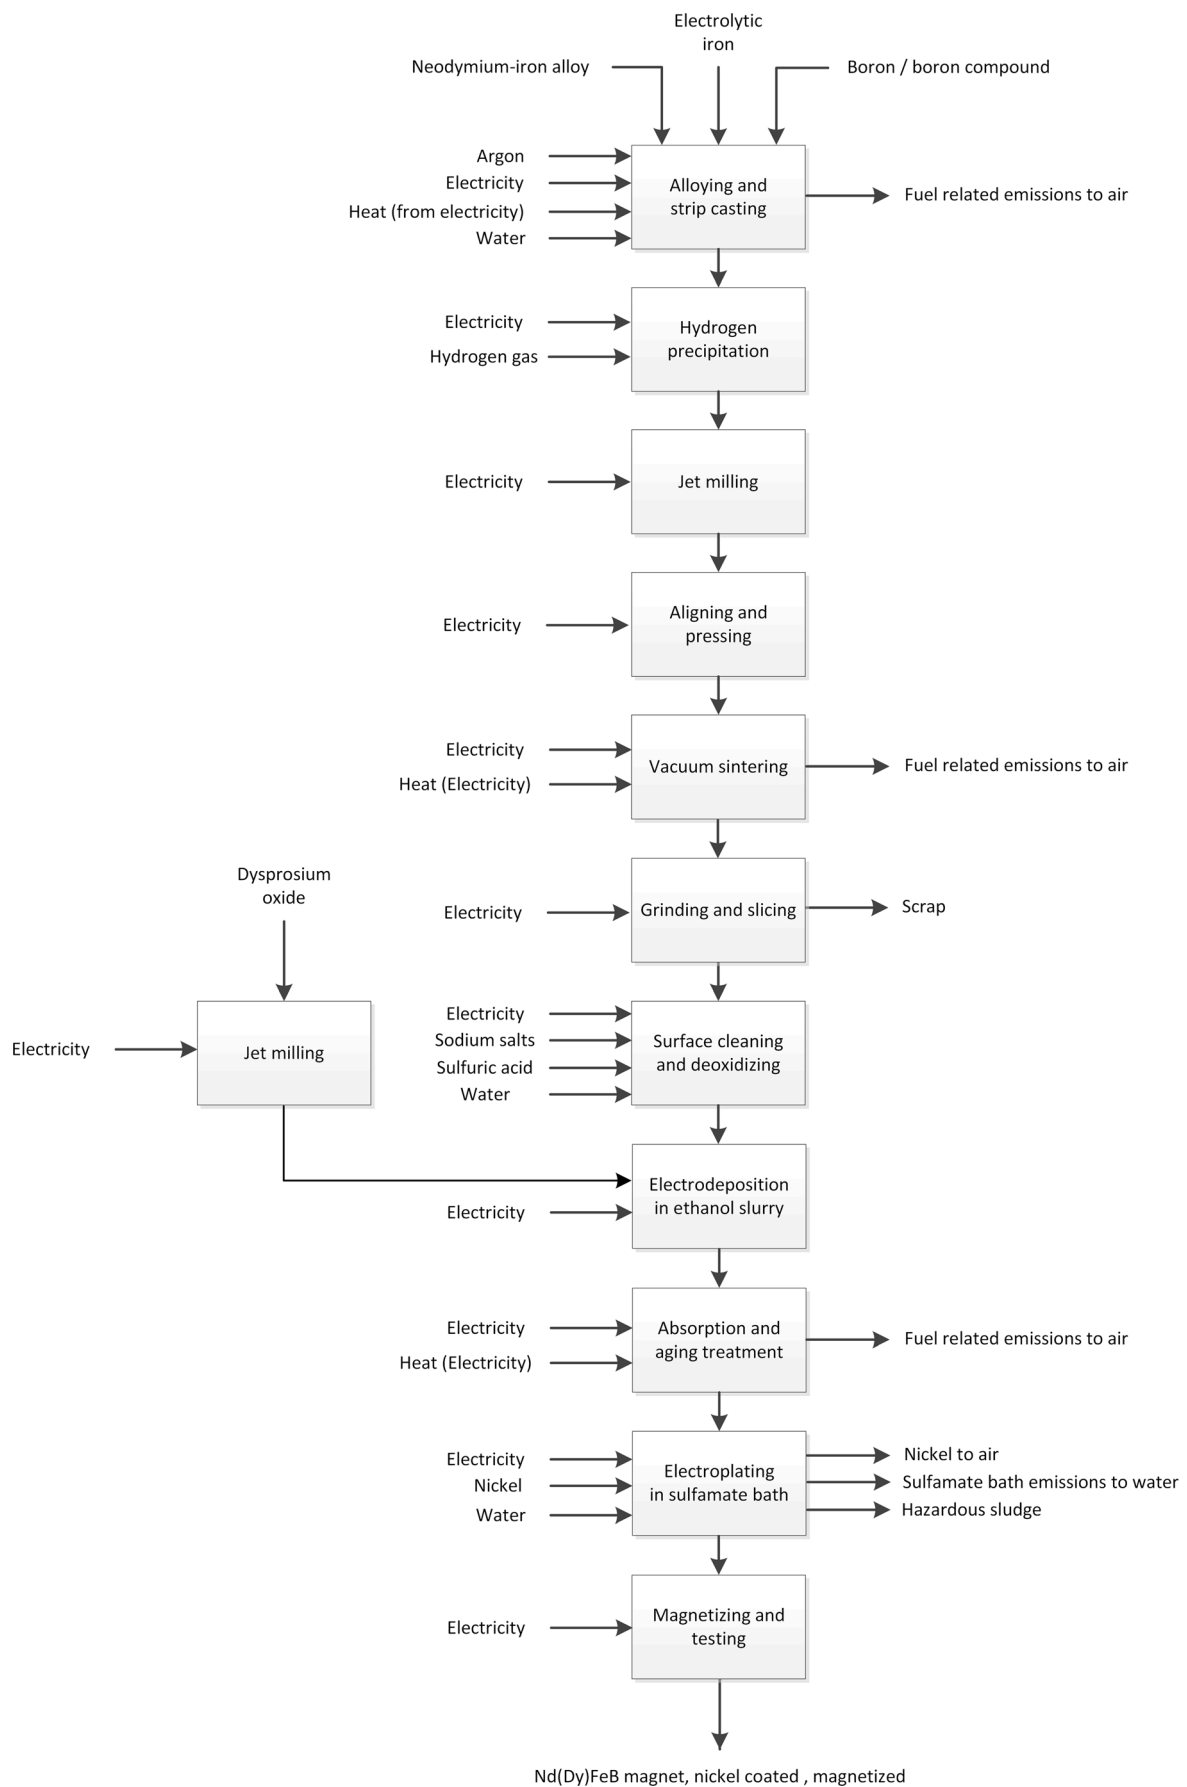 Electrolytic
iron
Neodymium-iron alloy
Boron / boron compound
Argon
Electricity
Heat (from electricity)
Water
Alloying and
strip casting
Fuel related emissions to air
Electricity
Hydrogen gas
Hydrogen
precipitation
Electricity
Jet milling
Electricity
Aligning and
pressing
Electricity
Heat (Electricity)
Vacuum sintering
Fuel related emissions to air
Electricity
Grinding and slicing
Scrap
Dysprosium
oxide
Electricity
Jet milling
Electricity
Sodium salts
Sulfuric acid
Water
Surface cleaning
and deoxidizing
Electricity
Electrodeposition
in ethanol slurry
Electricity
Heat (Electricity)
Absorption and
aging treatment
Fuel related emissions to air
Electricity
Nickel
Water
Electroplating
in sulfamate bath
Nickel to air
Sulfamate bath emissions to water
Hazardous sludge
Electricity
Magnetizing and
testing
Nd(Dy)FeB magnet, nickel coated , magnetized